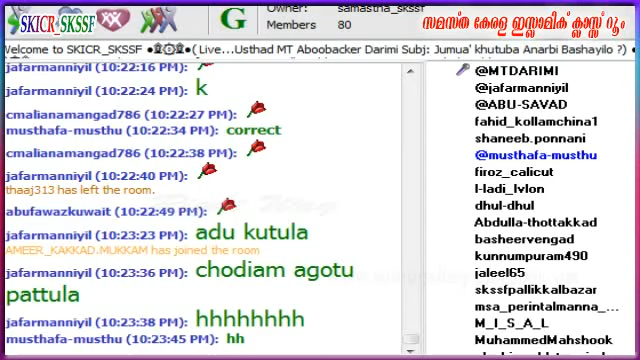 SKICR_SKSSF
G
Owner: samastha_skssf
Members 80
സമസ്ത കേരള ഇസ്ലാമിക് ക്ലാസ്സ് റൂം
Welcome to SKICR_SKSSF
(Live...Usthad MT Aboobacker Darimi Subj: Jumua' khutuba Anarbi Bashayilo ?)
jafarmanniyil (10:22:16 PM):
jafarmanniyil (10:22:24 PM): k
cmalianamangad786 (10:22:27 PM):
musthafa-musthu (10:22:34 PM): correct
cmalianamangad786 (10:22:38 PM):
jafarmanniyil (10:22:40 PM):
thaaj313 has left the room.
abufawazkuwait (10:22:49 PM):
jafarmanniyil (10:23:23 PM): adu kutula
AMEER_KAKKAD.MUKKAM has joined the room
jafarmanniyil (10:23:36 PM): chodiam agotu
pattula
jafarmanniyil (10:23:38 PM): hhhhhhhh
musthafa-musthu (10:23:45 PM): hh
@MTDARIMI
@jafarmanniyil
@ABU-SAVAD
fahid_kollamchina1
shaneeb.ponnani
@musthafa-musthu
firoz_calicut
l-ladi_lvlon
dhul-dhul
Abdulla-thottakkad
basheervengad
kunnumpuram490
jaleel65
skssfpallikkalbazar
msa_perintalmanna_...
M_I_S_A_L
MuhammedMahshook